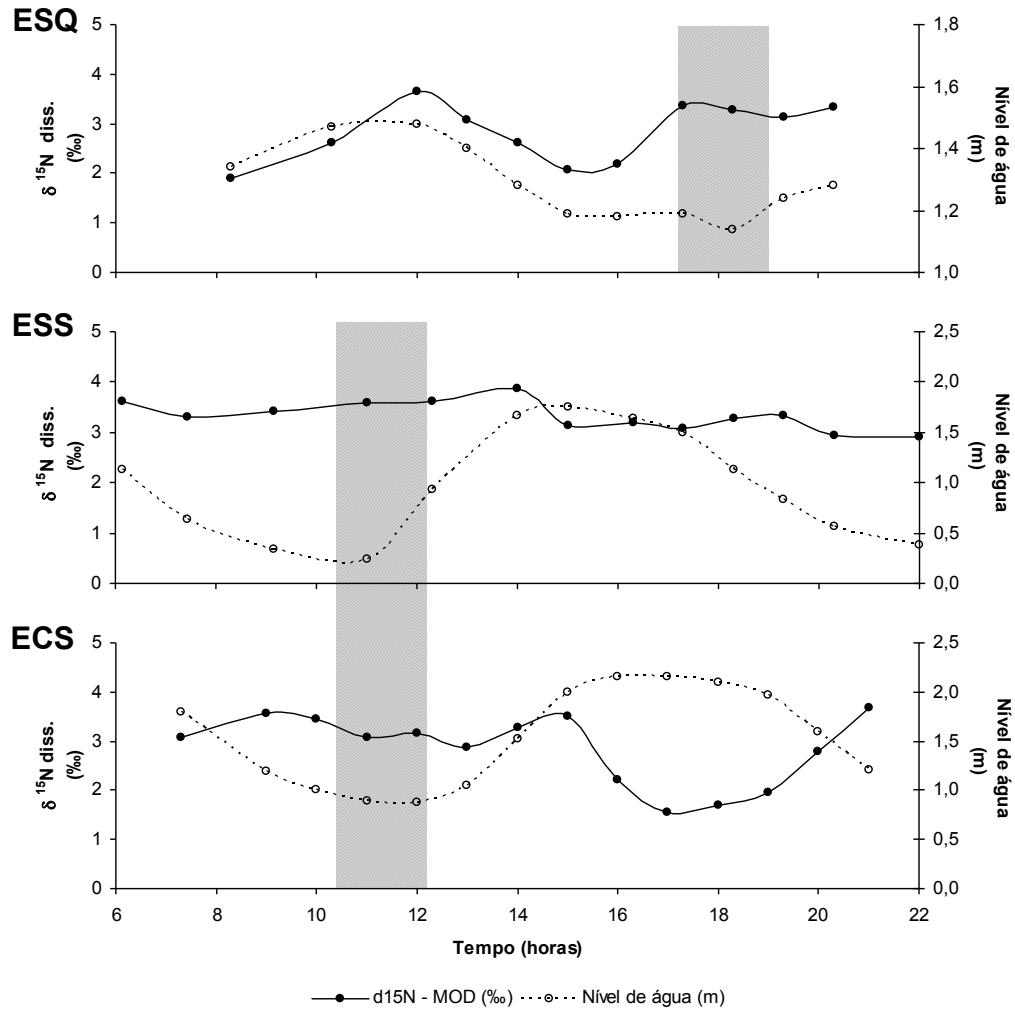 ESQ
5
4
3
2
1
0
δ ¹⁵N diss.
(‰)
1,8
1,6
1,4
1,2
1,0
Nível de água
(m)
ESS
5
4
3
2
1
0
δ ¹⁵N diss.
(‰)
2,5
2,0
1,5
1,0
0,5
0,0
Nível de água
(m)
ECS
5
4
3
2
1
0
δ ¹⁵N diss.
(‰)
2,5
2,0
1,5
1,0
0,5
0,0
Nível de água
(m)
6 8 10 12 14 16 18 20 22
Tempo (horas)
d15N - MOD (‰) Nível de água (m)